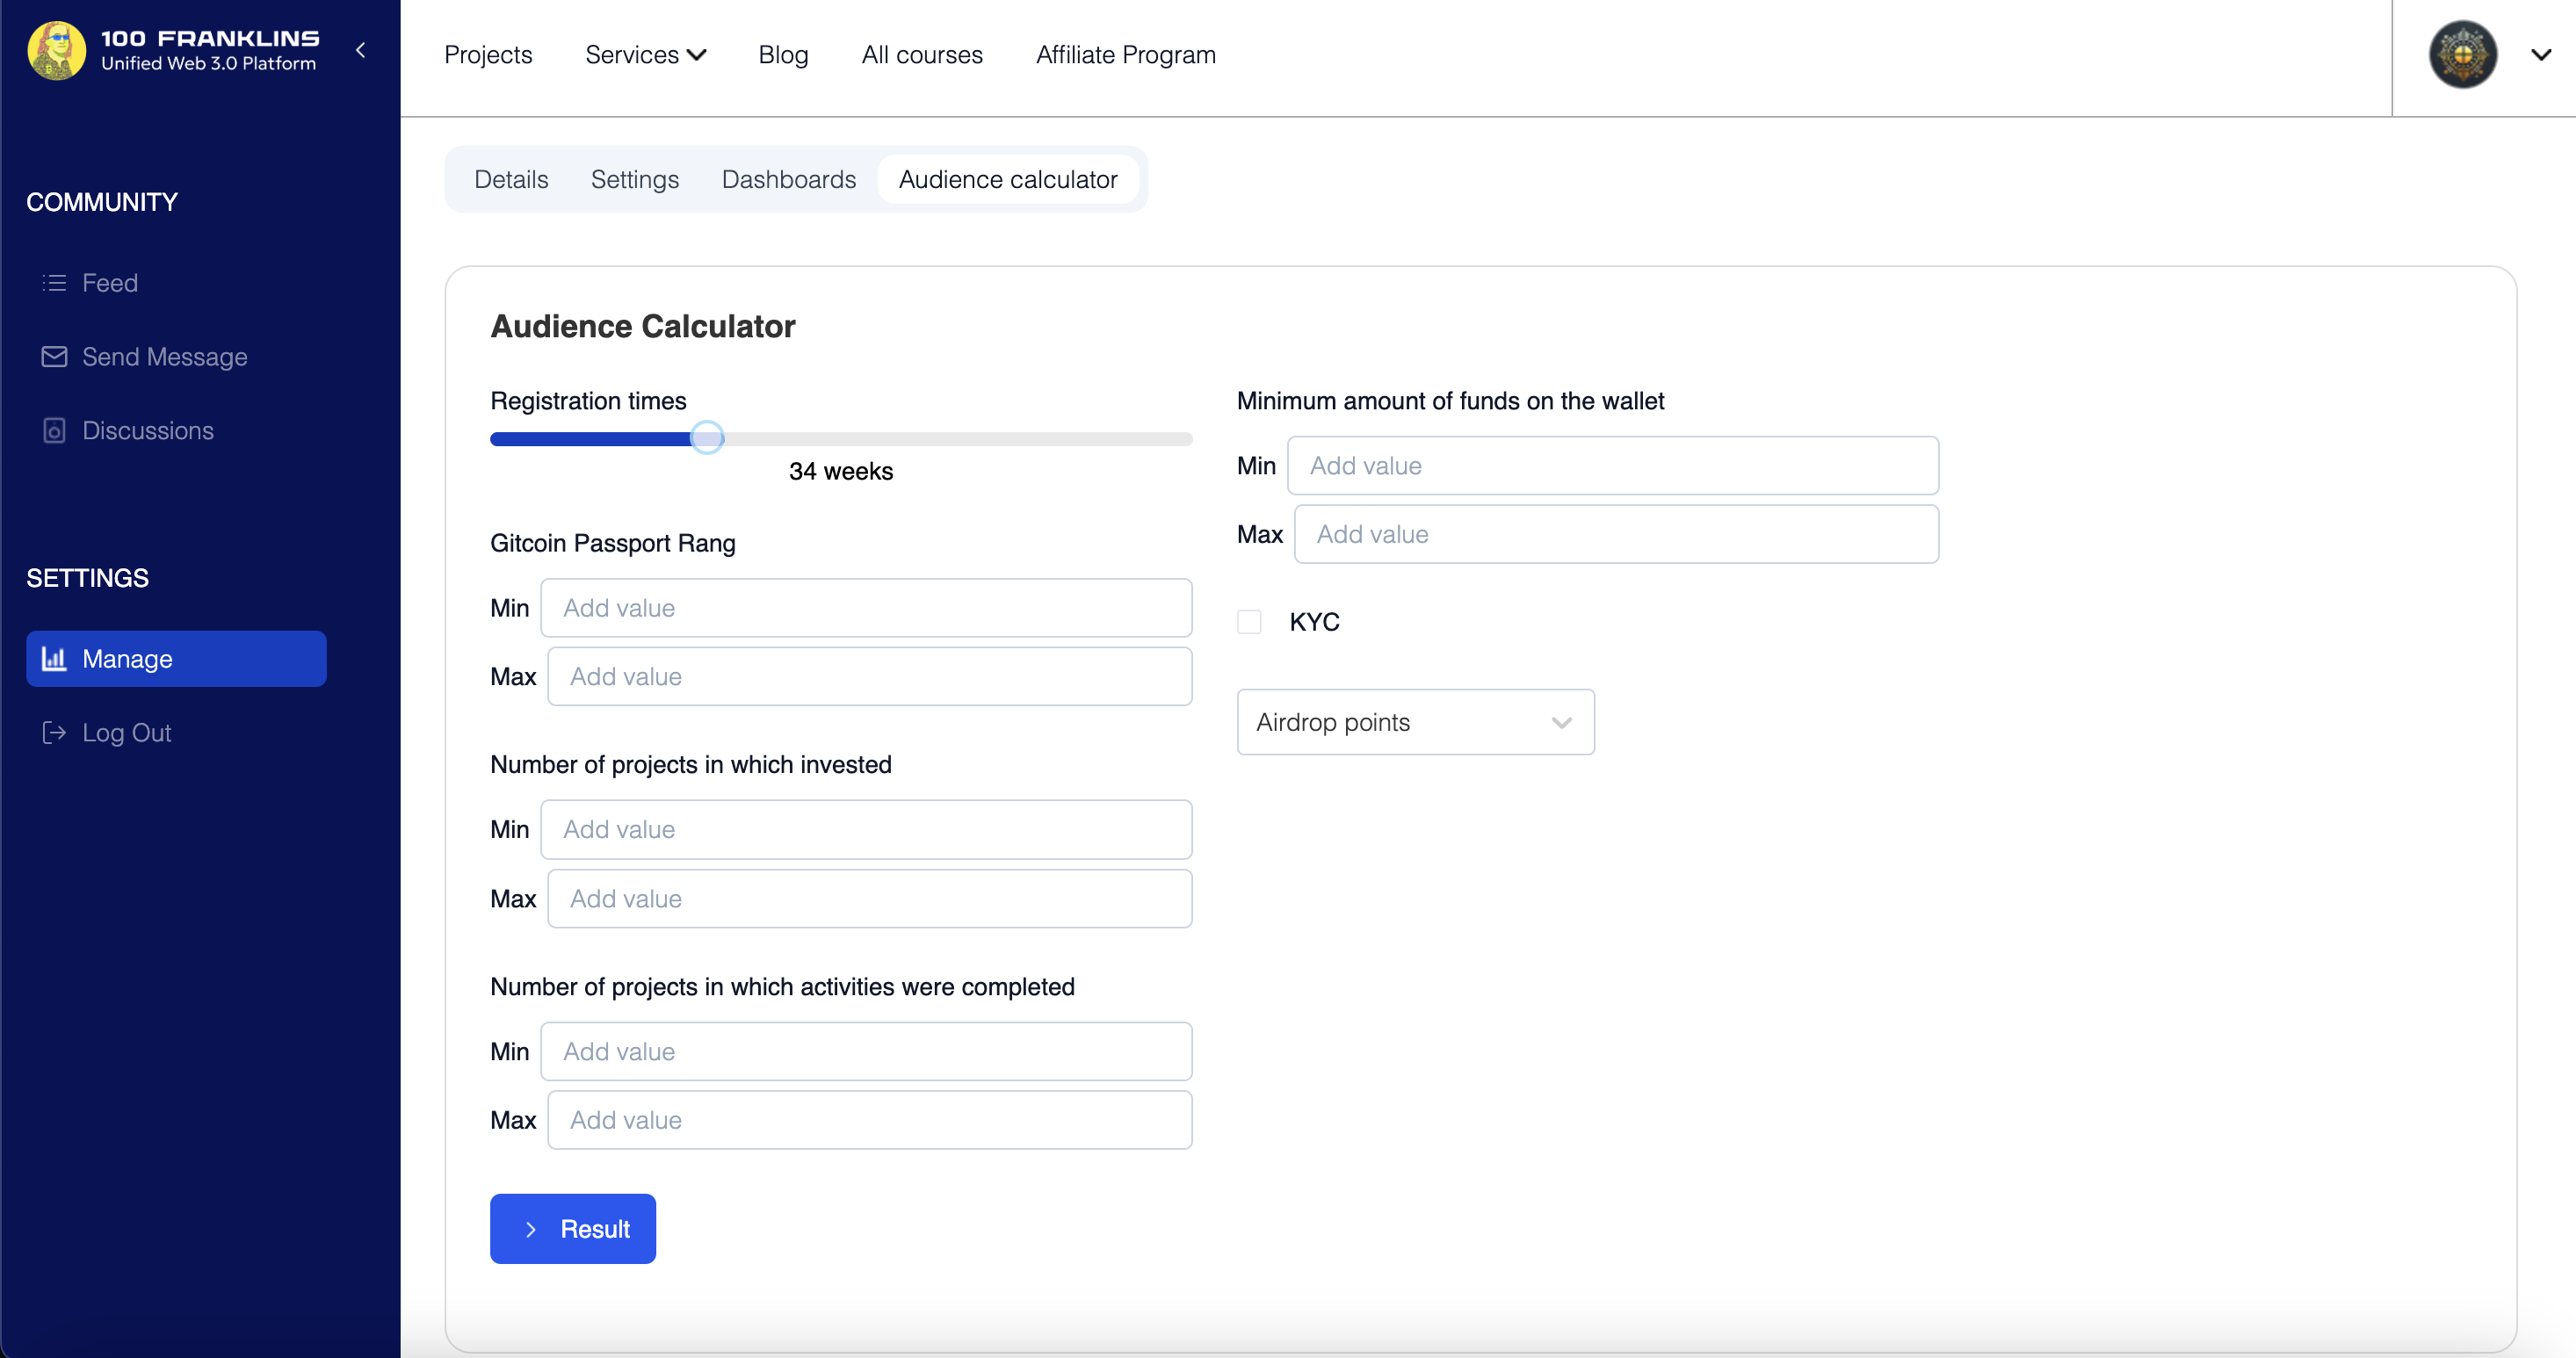 100 FRANKLINS
Unified Web 3.0 Platform
Projects
Services
Blog
All courses
Affiliate Program
COMMUNITY
Feed
Send Message
Discussions
SETTINGS
Manage
Log Out
Details
Settings
Dashboards
Audience calculator
Audience Calculator
Registration times
34 weeks
Gitcoin Passport Rang
Min
Add value
Max
Add value
Number of projects in which invested
Min
Add value
Max
Add value
Number of projects in which activities were completed
Min
Add value
Max
Add value
Result
Minimum amount of funds on the wallet
Min
Add value
Max
Add value
KYC
Airdrop points